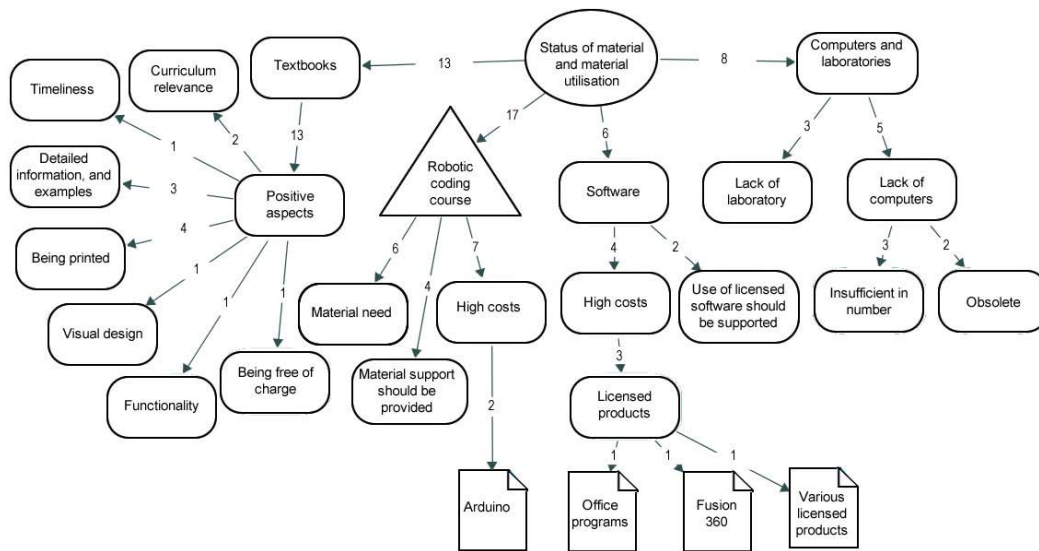 Status of material
and material
utilisation
13
17
6
8
Textbooks
13
Positive
aspects
Curriculum
relevance
2
Timeliness
1
Detailed
information, and
examples
3
Being printed
4
Visual design
1
Functionality
1
Being free of
charge
1
Robotic
coding
course
6
Material need
4
Material support
should be
provided
7
High costs
2
Arduino
Software
4
High costs
2
Use of licensed
software should
be supported
3
Licensed
products
1
Office
programs
1
Fusion
360
1
Various
licensed
products
Computers and
laboratories
3
Lack of
laboratory
5
Lack of
computers
3
Insufficient in
number
2
Obsolete